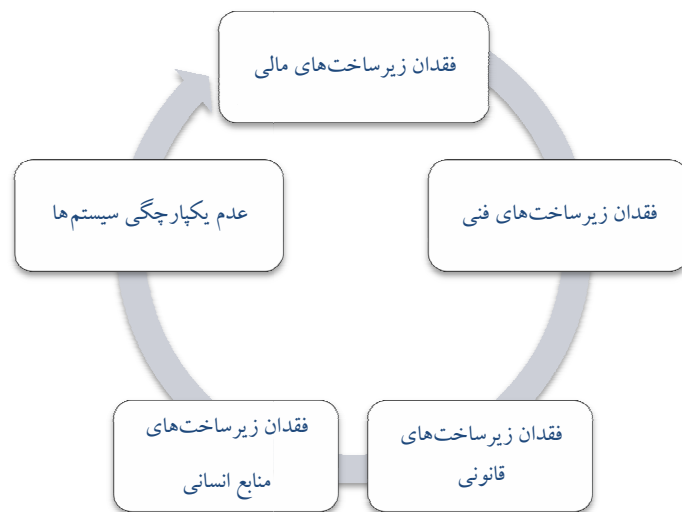 فقدان زیرساخت‌های مالی
فقدان زیرساخت‌های فنی
فقدان زیرساخت‌های
قانونی
فقدان زیرساخت‌های
منابع انسانی
عدم یکپارچگی سیستم‌ها